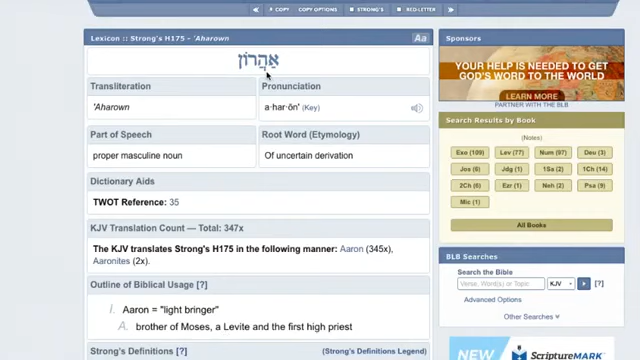 COPY COPY OPTIONS STRONG'S RED-LETTER
Lexicon :: Strong's H175 - 'Aharown
Aa
אַהֲרוֹן
Transliteration
Pronunciation
'Aharown
a·har·ōn' (Key)
Part of Speech
Root Word (Etymology)
proper masculine noun
Of uncertain derivation
Dictionary Aids
TWOT Reference: 35
KJV Translation Count — Total: 347x
The KJV translates Strong's H175 in the following manner: Aaron (345x),
Aaronites (2x).
Outline of Biblical Usage [?]
I. Aaron = "light bringer"
A. brother of Moses, a Levite and the first high priest
Strong's Definitions [?]
(Strong's Definitions Legend)
Sponsors
YOUR HELP IS NEEDED TO GET
GOD'S WORD TO THE WORLD
LEARN MORE
PARTNER WITH THE BLB
Search Results by Book
(Notes)
Exo (109) Lev (77) Num (97) Deu (3)
Jos (6) Jdg (1) 1Sa (2) 1Ch (14)
2Ch (6) Ezr (1) Neh (2) Psa (9)
Mic (1)
All Books
BLB Searches
Search the Bible
Verse, Word(s) or Topic
KJV
[?]
Advanced Options
Other Searches
NEW!
SCRIPTUREMARK